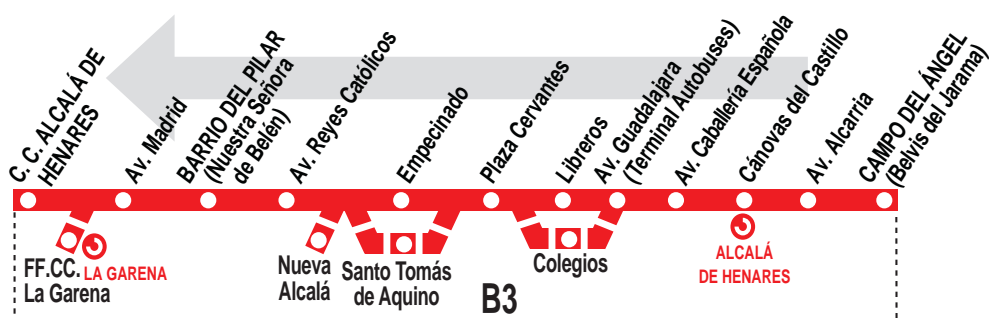 C. C. ALCALÁ DE
HENARES
Av. Madrid
BARRIO DEL PILAR
(Nuestra Señora
de Belén)
Av. Reyes Católicos
Empecinado
Plaza Cervantes
Libreros
Av. Guadalajara
(Terminal Autobuses)
Av. Caballería Española
Cánovas del Castillo
Av. Alcarria
CAMPO DEL ÁNGEL
(Belvis del Jarama)
FF.CC.
La Garena
LA GARENA
Nueva
Alcalá
Santo Tomás
de Aquino
Colegios
ALCALÁ
DE HENARES
B3